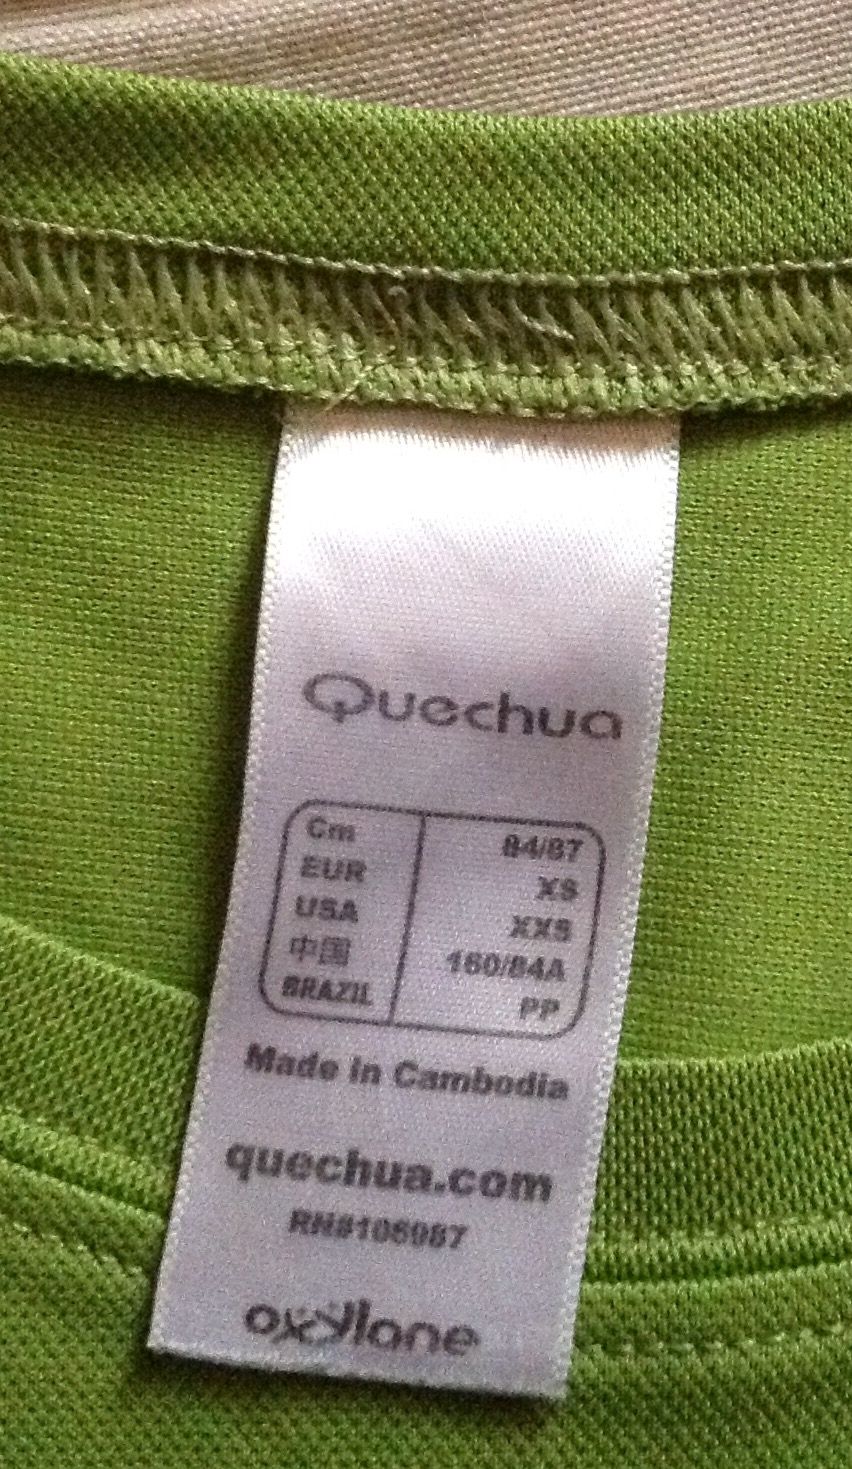 Quechua
Cm 84/87
EUR XS
USA XXS
中国 160/84A
BRAZIL PP
Made in Cambodia
quechua.com
RN#106987
oxylane